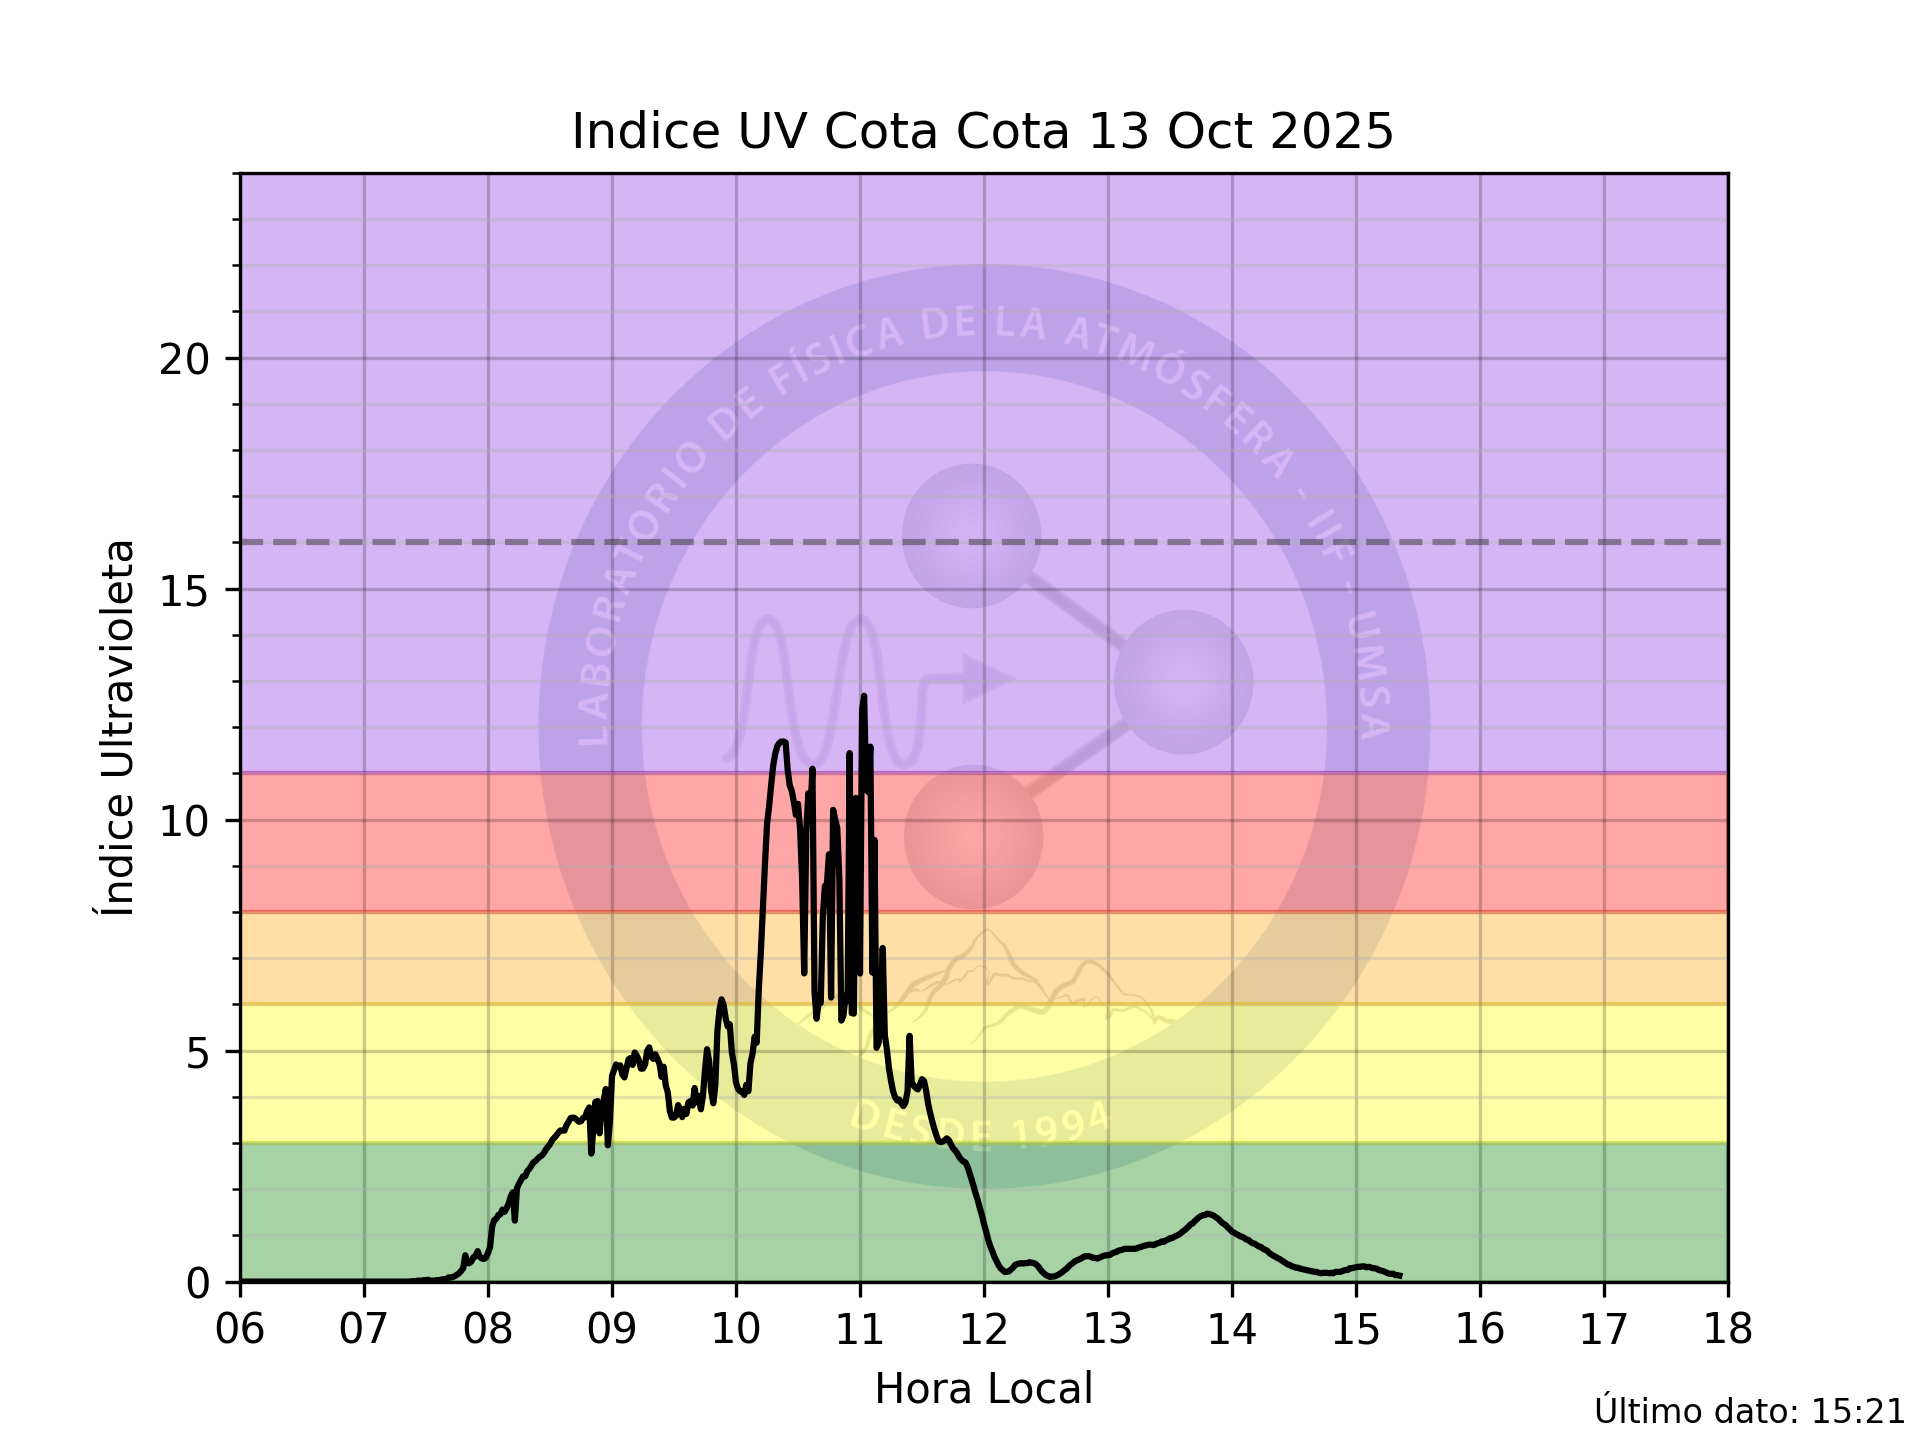 Indice UV Cota Cota 13 Oct 2025
LABORATORIO DE FÍSICA DE LA ATMÓSFERA - IIF - UMSA
DESDE 1994
Índice Ultravioleta
20
15
10
5
0
06 07 08 09 10 11 12 13 14 15 16 17 18
Hora Local
Último dato: 15:21